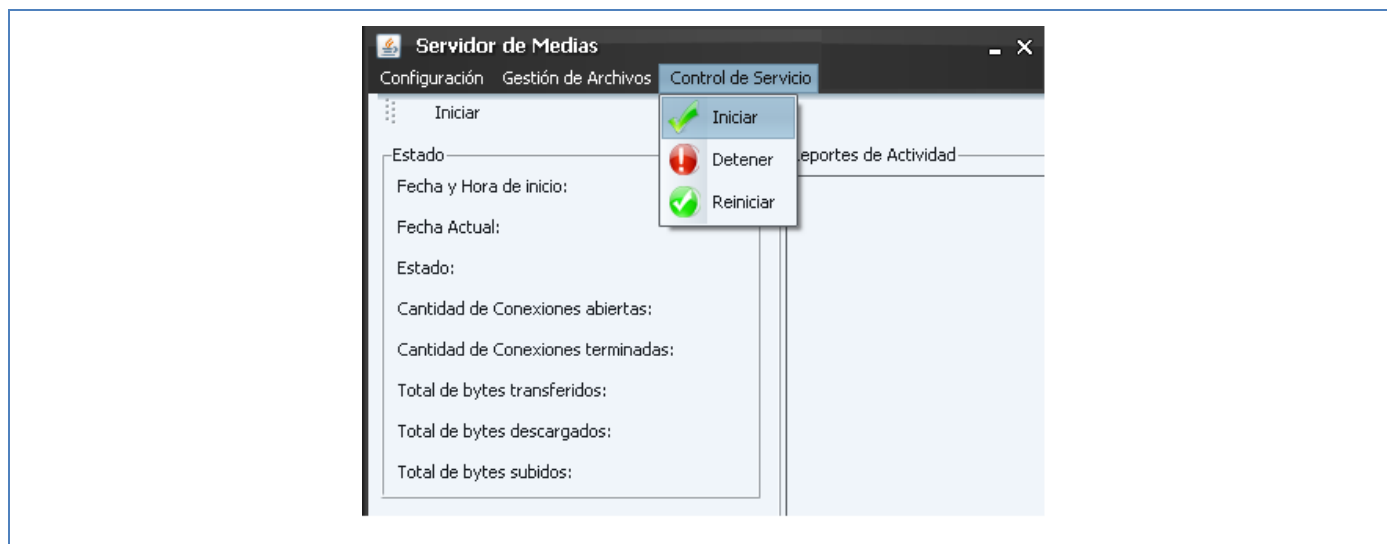 Servidor de Medias
Configuración Gestión de Archivos Control de Servicio
Iniciar
Iniciar
Detener
Reiniciar
Estado
Fecha y Hora de inicio:
Fecha Actual:
Estado:
Cantidad de Conexiones abiertas:
Cantidad de Conexiones terminadas:
Total de bytes transferidos:
Total de bytes descargados:
Total de bytes subidos:
eportes de Actividad